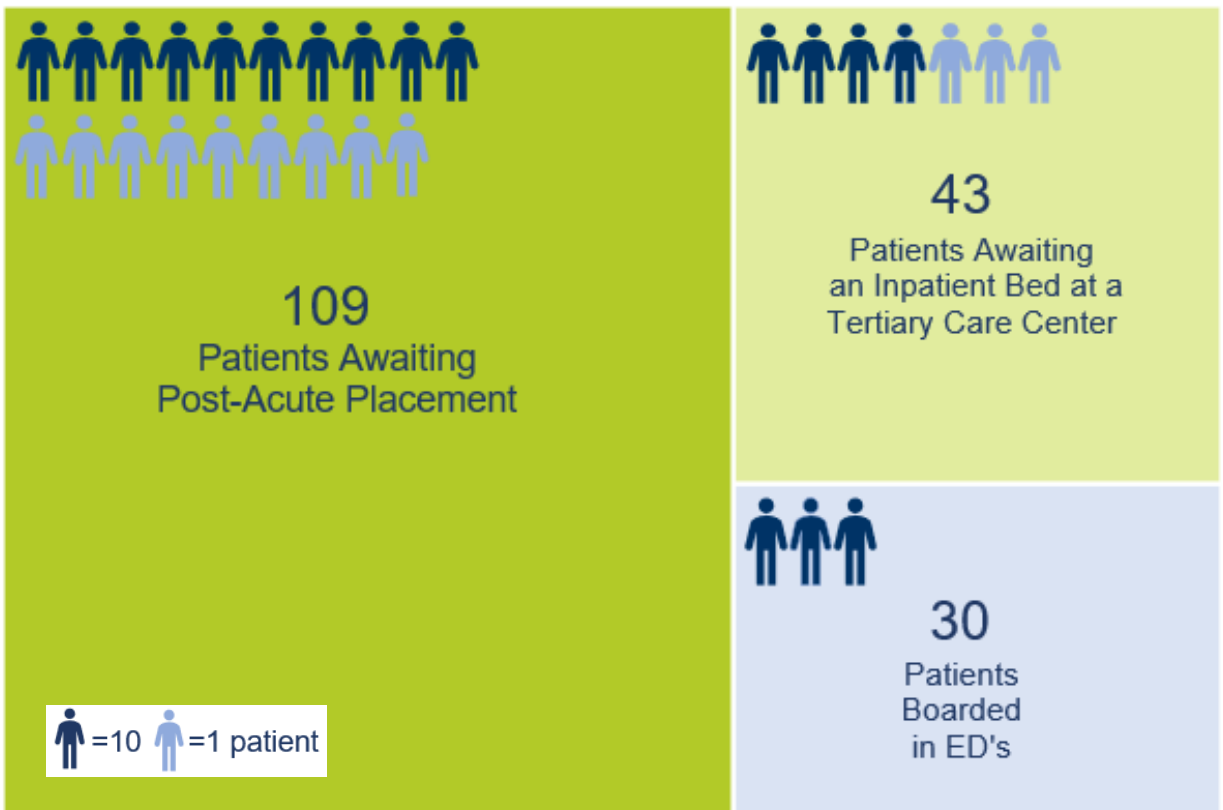 109
Patients Awaiting
Post-Acute Placement
43
Patients Awaiting
an Inpatient Bed at a
Tertiary Care Center
30
Patients
Boarded
in ED's
=10 =1 patient